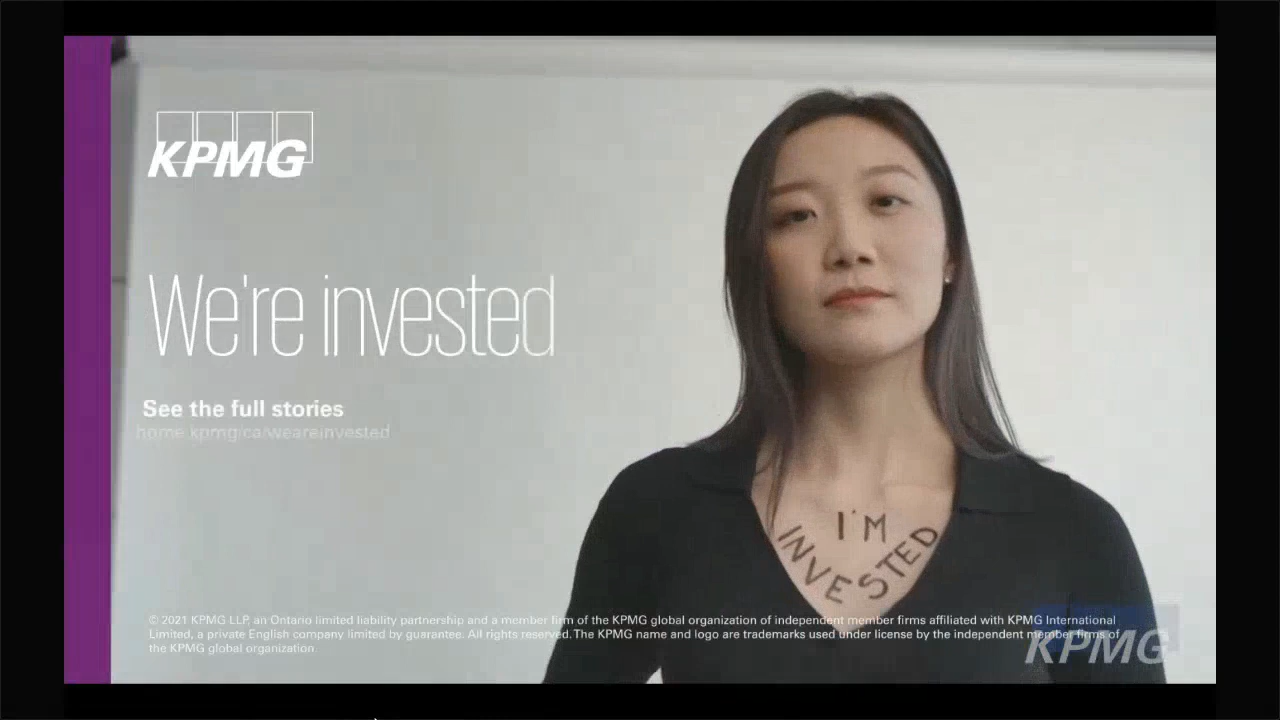 KPMG
We're invested
See the full stories
home.kpmg/ca/weareinvested
I'M
INVESTED
© 2021 KPMG LLP, an Ontario limited liability partnership and a member firm of the KPMG global organization of independent member firms affiliated with KPMG International
Limited, a private English company limited by guarantee. All rights reserved. The KPMG name and logo are trademarks used under license by the independent member firms of
the KPMG global organization.
KPMG